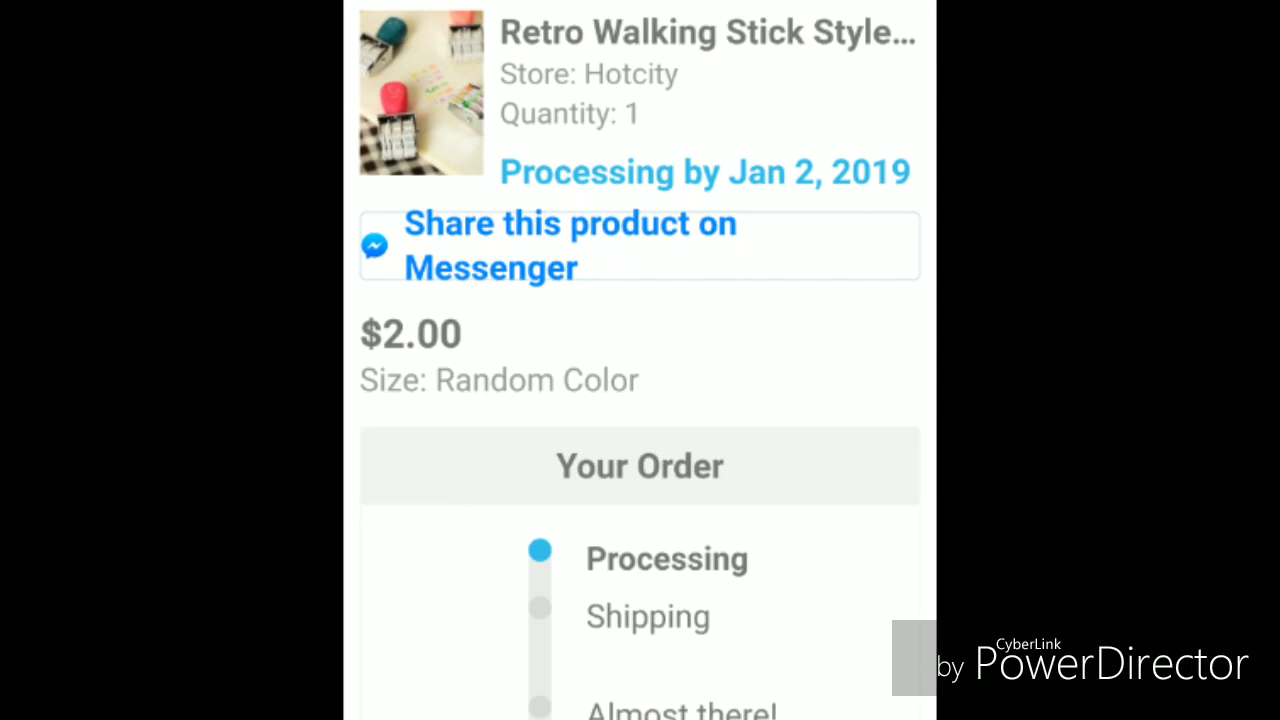 Retro Walking Stick Style...
Store: Hotcity
Quantity: 1
Processing by Jan 2, 2019
Share this product on
Messenger
$2.00
Size: Random Color
Your Order
Processing
Shipping
Almost there!
CyberLink
by PowerDirector